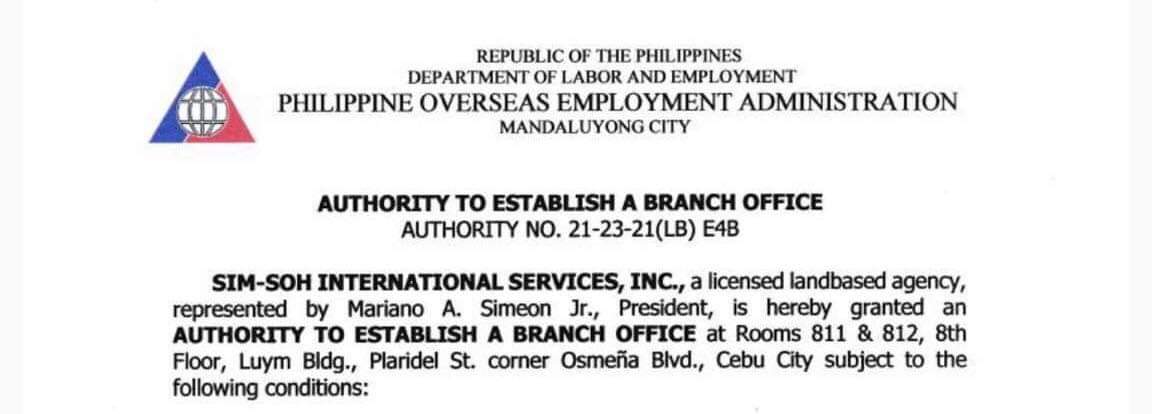 REPUBLIC OF THE PHILIPPINES
DEPARTMENT OF LABOR AND EMPLOYMENT
PHILIPPINE OVERSEAS EMPLOYMENT ADMINISTRATION
MANDALUYONG CITY
AUTHORITY TO ESTABLISH A BRANCH OFFICE
AUTHORITY NO. 21-23-21(LB) E4B
SIM-SOH INTERNATIONAL SERVICES, INC., a licensed landbased agency,
represented by Mariano A. Simeon Jr., President, is hereby granted an
AUTHORITY TO ESTABLISH A BRANCH OFFICE at Rooms 811 & 812, 8th
Floor, Luym Bldg., Plaridel St. corner Osmeña Blvd., Cebu City subject to the
following conditions: